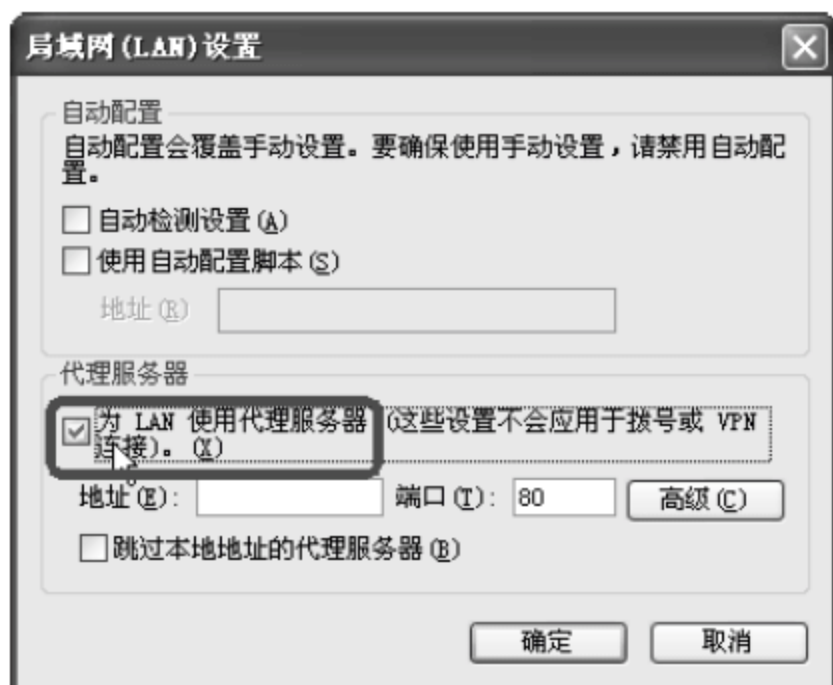 局域网(LAN)设置
自动配置
自动配置会覆盖手动设置。要确保使用手动设置，请禁用自动配
置。
自动检测设置(A)
使用自动配置脚本(S)
地址(R)
代理服务器
为 LAN 使用代理服务器 (这些设置不会应用于拨号或 VPN
连接)。(X)
地址(E): 端口(T): 80 高级(C)
跳过本地地址的代理服务器(B)
确定 取消